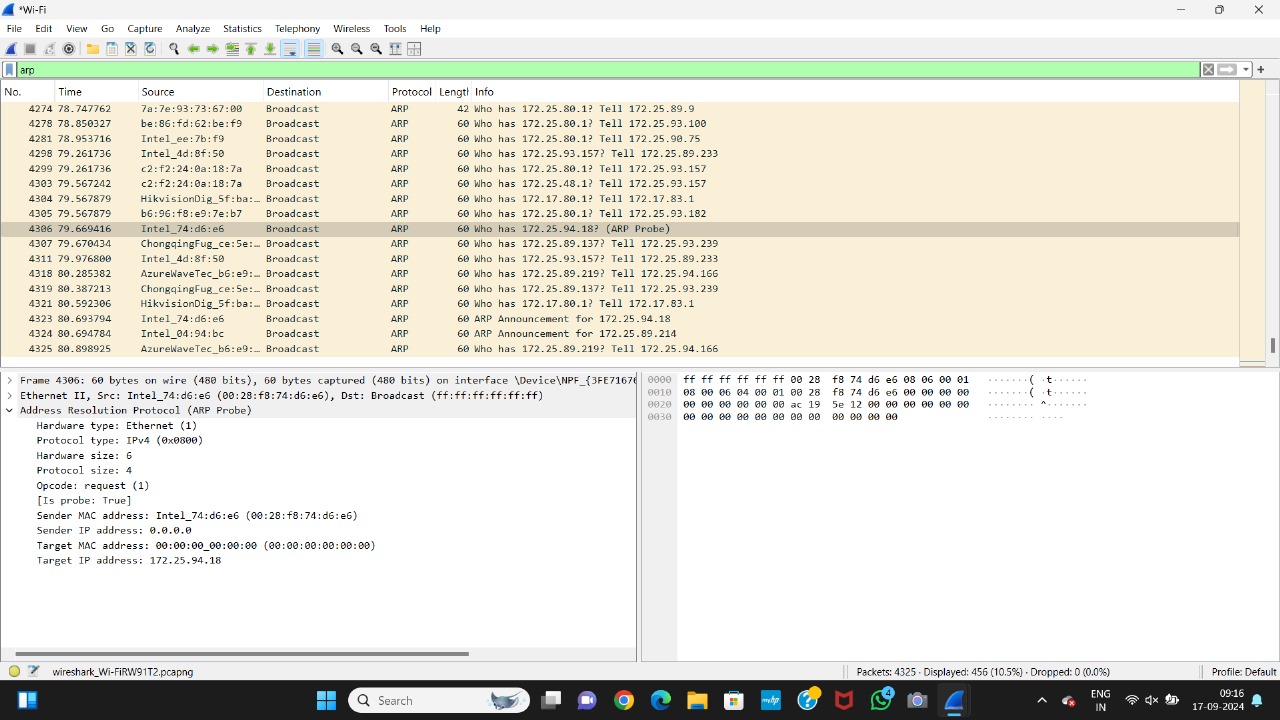 *Wi-Fi
File Edit View Go Capture Analyze Statistics Telephony Wireless Tools Help
arp
No. Time Source Destination Protocol Length Info
4274 78.747762 7a:7e:93:73:67:00 Broadcast ARP 42 Who has 172.25.80.1? Tell 172.25.89.9
4278 78.850327 be:86:fd:62:be:f9 Broadcast ARP 60 Who has 172.25.80.1? Tell 172.25.93.100
4281 78.953716 Intel_ee:7b:f9 Broadcast ARP 60 Who has 172.25.80.1? Tell 172.25.90.75
4298 79.261736 Intel_4d:8f:50 Broadcast ARP 60 Who has 172.25.93.157? Tell 172.25.89.233
4299 79.261736 c2:f2:24:0a:18:7a Broadcast ARP 60 Who has 172.25.80.1? Tell 172.25.93.157
4303 79.567242 c2:f2:24:0a:18:7a Broadcast ARP 60 Who has 172.25.48.1? Tell 172.25.93.157
4304 79.567879 HikvisionDig_5f:ba:… Broadcast ARP 60 Who has 172.17.80.1? Tell 172.17.83.1
4305 79.567879 b6:96:f8:e9:7e:b7 Broadcast ARP 60 Who has 172.25.80.1? Tell 172.25.93.182
4306 79.669416 Intel_74:d6:e6 Broadcast ARP 60 Who has 172.25.94.18? (ARP Probe)
4307 79.670434 ChongqingFug_ce:5e:… Broadcast ARP 60 Who has 172.25.89.137? Tell 172.25.93.239
4311 79.976800 Intel_4d:8f:50 Broadcast ARP 60 Who has 172.25.93.157? Tell 172.25.89.233
4318 80.285382 AzureWaveTec_b6:e9:… Broadcast ARP 60 Who has 172.25.89.219? Tell 172.25.94.166
4319 80.387213 ChongqingFug_ce:5e:… Broadcast ARP 60 Who has 172.25.89.137? Tell 172.25.93.239
4321 80.592306 HikvisionDig_5f:ba:… Broadcast ARP 60 Who has 172.17.80.1? Tell 172.17.83.1
4323 80.693794 Intel_74:d6:e6 Broadcast ARP 60 ARP Announcement for 172.25.94.18
4324 80.694784 Intel_04:94:bc Broadcast ARP 60 ARP Announcement for 172.25.89.214
4325 80.898925 AzureWaveTec_b6:e9:… Broadcast ARP 60 Who has 172.25.89.219? Tell 172.25.94.166
Frame 4306: 60 bytes on wire (480 bits), 60 bytes captured (480 bits) on interface \Device\NPF_{3FE71676
Ethernet II, Src: Intel_74:d6:e6 (00:28:f8:74:d6:e6), Dst: Broadcast (ff:ff:ff:ff:ff:ff)
Address Resolution Protocol (ARP Probe)
Hardware type: Ethernet (1)
Protocol type: IPv4 (0x0800)
Hardware size: 6
Protocol size: 4
Opcode: request (1)
[Is probe: True]
Sender MAC address: Intel_74:d6:e6 (00:28:f8:74:d6:e6)
Sender IP address: 0.0.0.0
Target MAC address: 00:00:00_00:00:00 (00:00:00:00:00:00)
Target IP address: 172.25.94.18
0000 ff ff ff ff ff ff 00 28 f8 74 d6 e6 08 06 00 01 ·······( ·t······
0010 08 00 06 04 00 01 00 28 f8 74 d6 e6 00 00 00 00 ·······( ·t······
0020 00 00 00 00 00 00 ac 19 5e 12 00 00 00 00 00 00 ········ ^·······
0030 00 00 00 00 00 00 00 00 00 00 00 00 ········ ····
wireshark_Wi-FiRW91T2.pcapng
Packets: 4325 · Displayed: 456 (10.5%) · Dropped: 0 (0.0%)
Profile: Default
Search
4
ENG
IN
09:16
17-09-2024